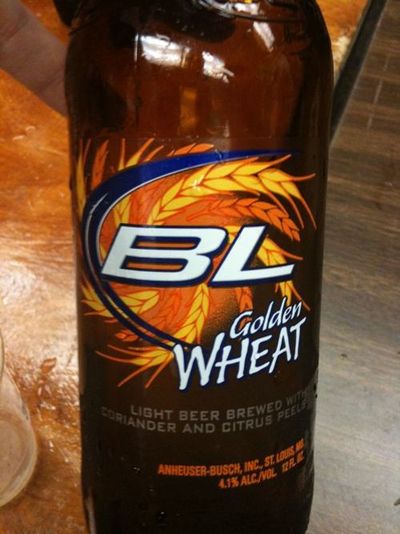 BL
Golden
WHEAT
LIGHT BEER BREWED WITH
CORIANDER AND CITRUS PEELS
ANHEUSER-BUSCH, INC., ST. LOUIS, MO
4.1% ALC./VOL. 12 FL. OZ.